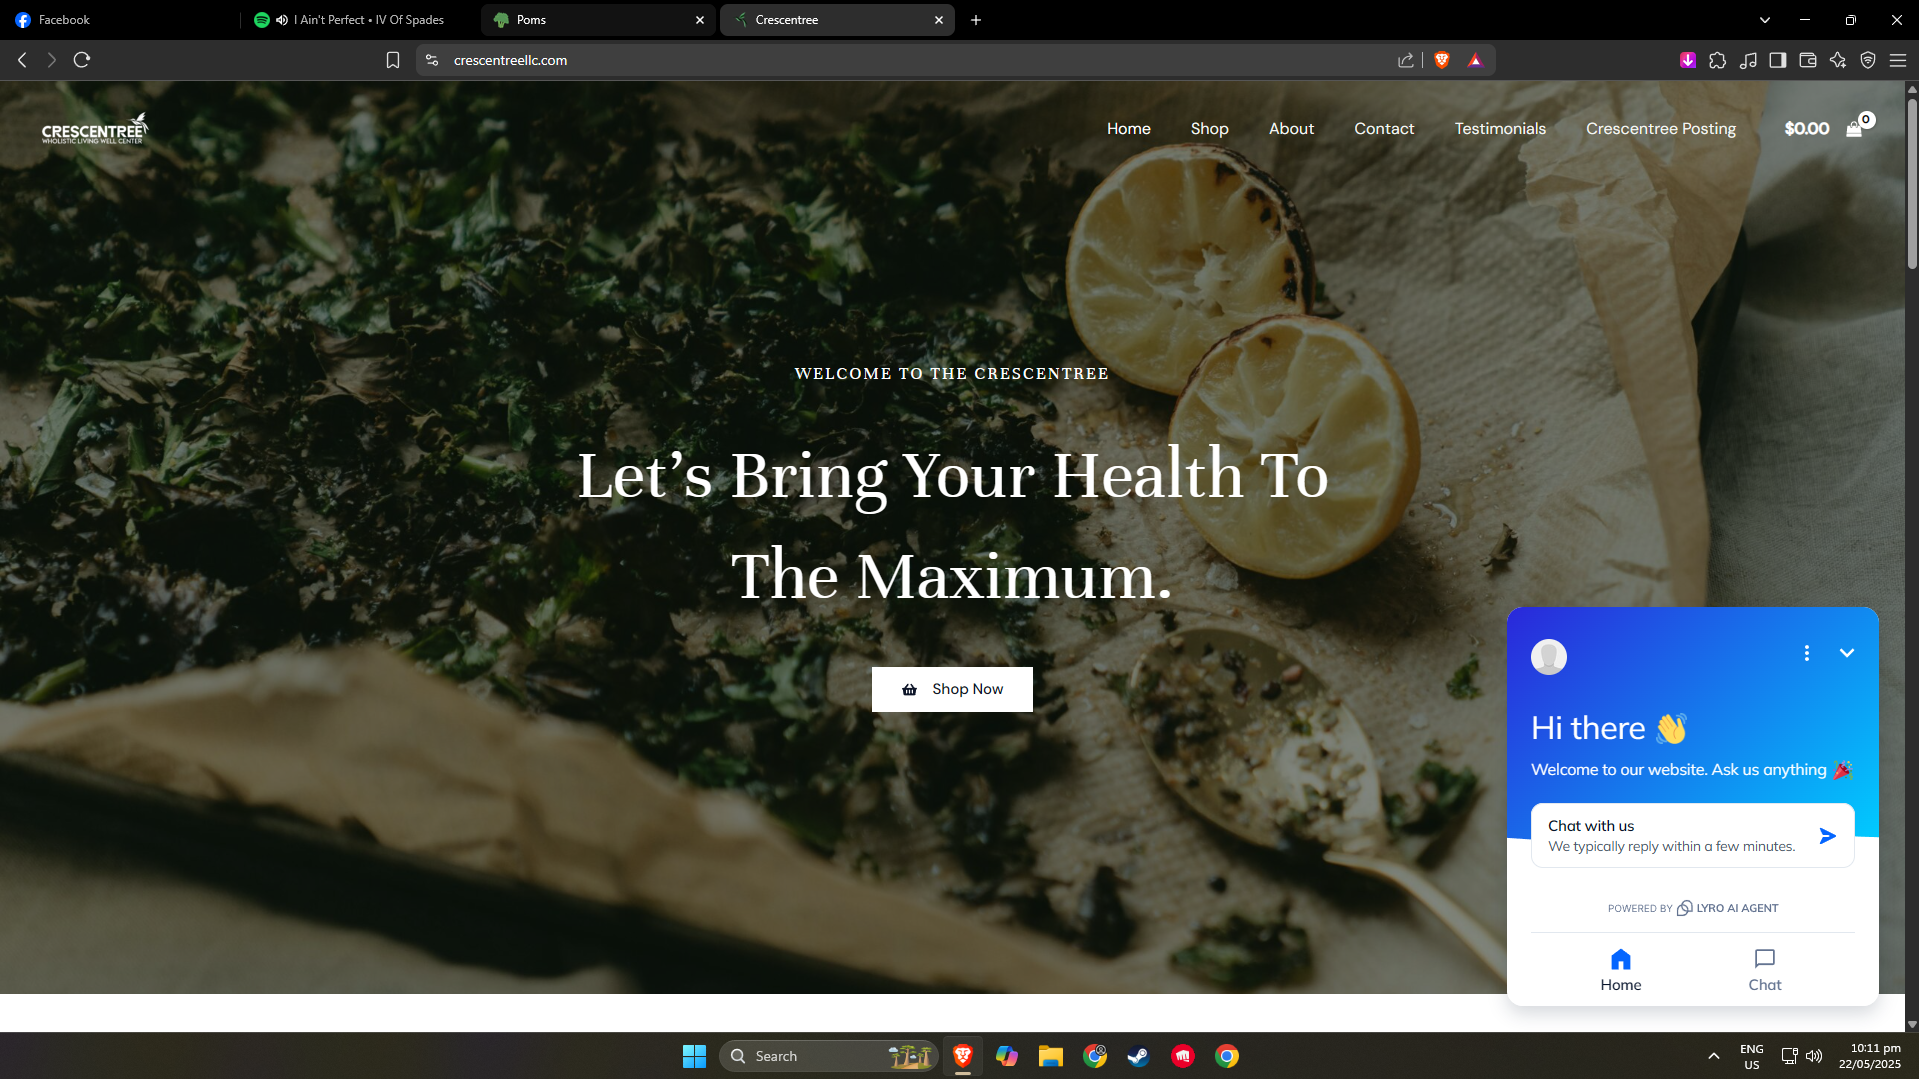 Facebook
I Ain't Perfect • IV Of Spades
Poms
Crescentree
crescentreellc.com
CRESCENTREE
WHOLISTIC LIVING WELL CENTER
Home
Shop
About
Contact
Testimonials
Crescentree Posting
$0.00
0
WELCOME TO THE CRESCENTREE
Let’s Bring Your Health To
The Maximum.
Shop Now
Hi there 👋
Welcome to our website. Ask us anything 🎉
Chat with us
We typically reply within a few minutes.
POWERED BY LYRO AI AGENT
Home
Chat
Search
ENG
US
10:11 pm
22/05/2025